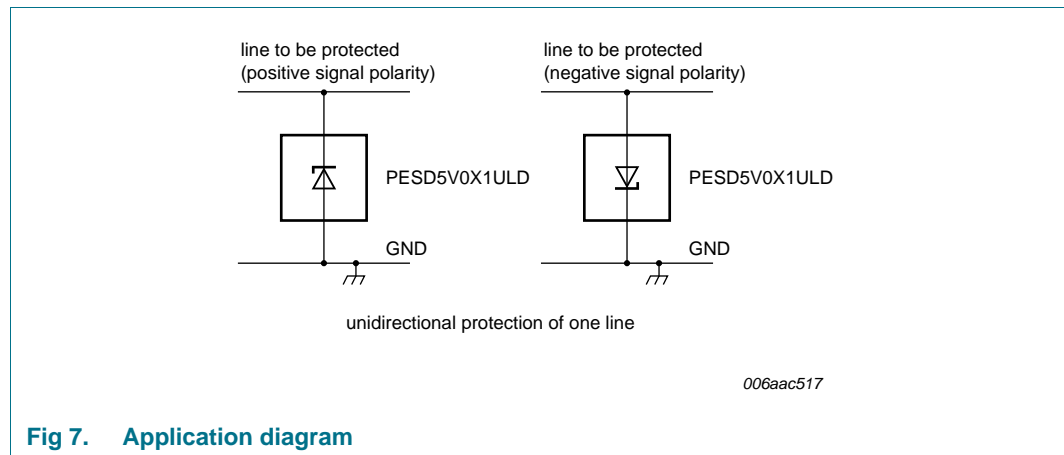 line to be protected
(positive signal polarity)
PESD5V0X1ULD
GND
line to be protected
(negative signal polarity)
PESD5V0X1ULD
GND
unidirectional protection of one line
006aac517
Fig 7. Application diagram